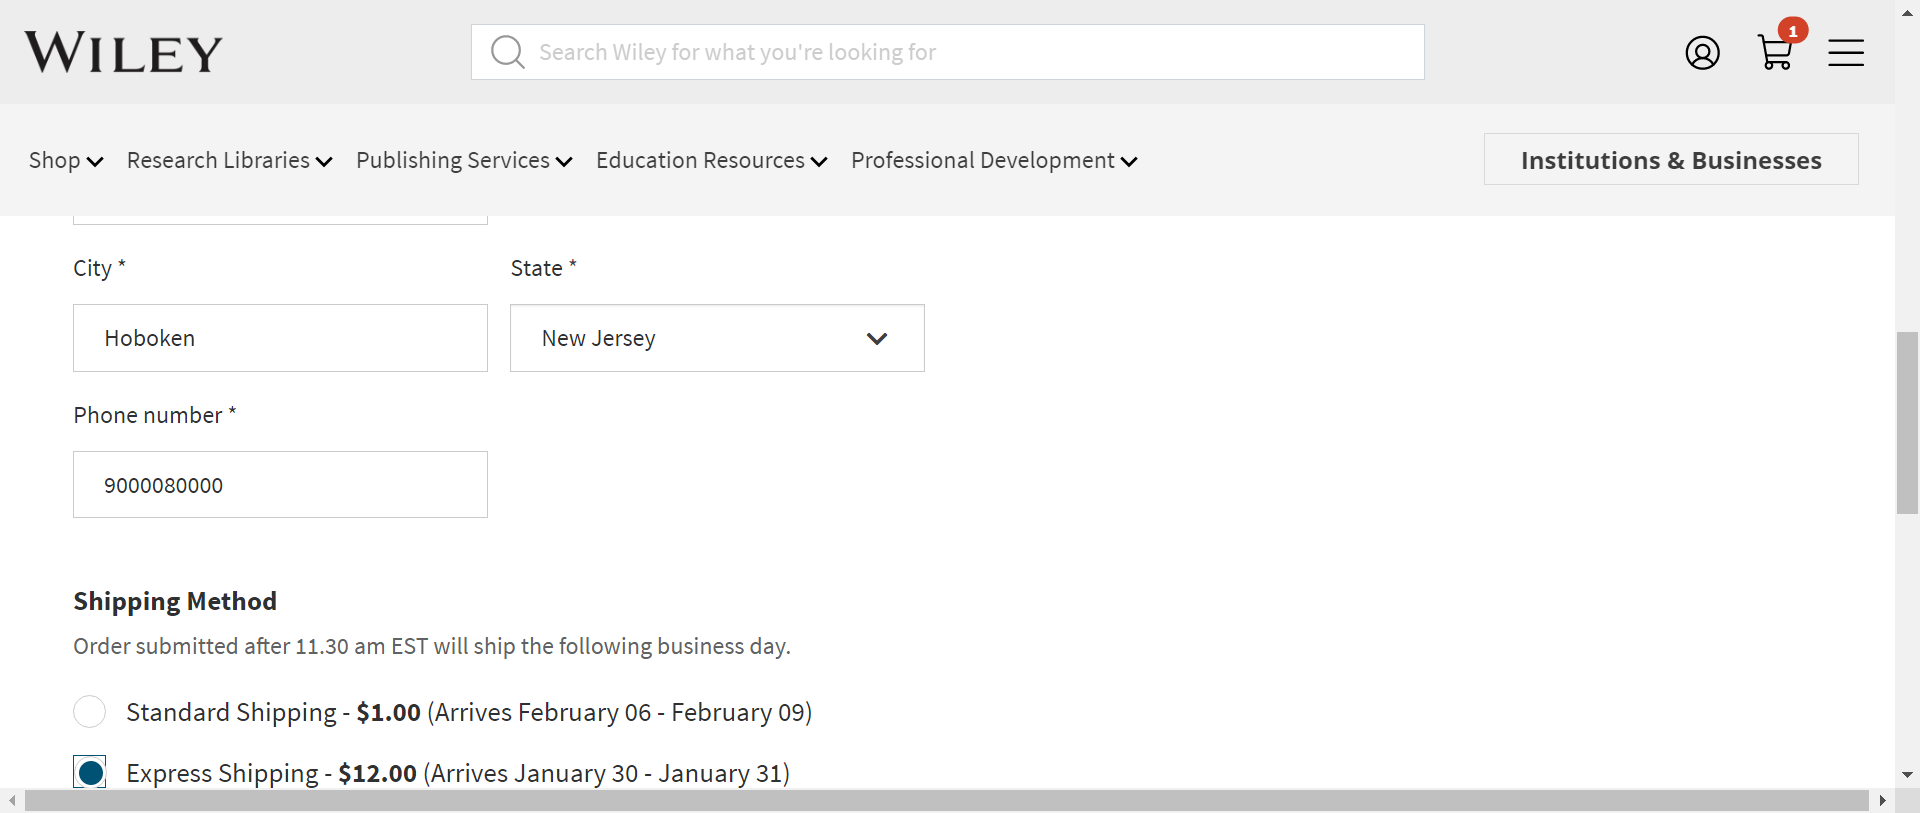 WILEY
Search Wiley for what you're looking for
1
Shop Research Libraries Publishing Services Education Resources Professional Development
Institutions & Businesses
City * State *
Hoboken New Jersey
Phone number *
9000080000
Shipping Method
Order submitted after 11.30 am EST will ship the following business day.
Standard Shipping - $1.00 (Arrives February 06 - February 09)
Express Shipping - $12.00 (Arrives January 30 - January 31)